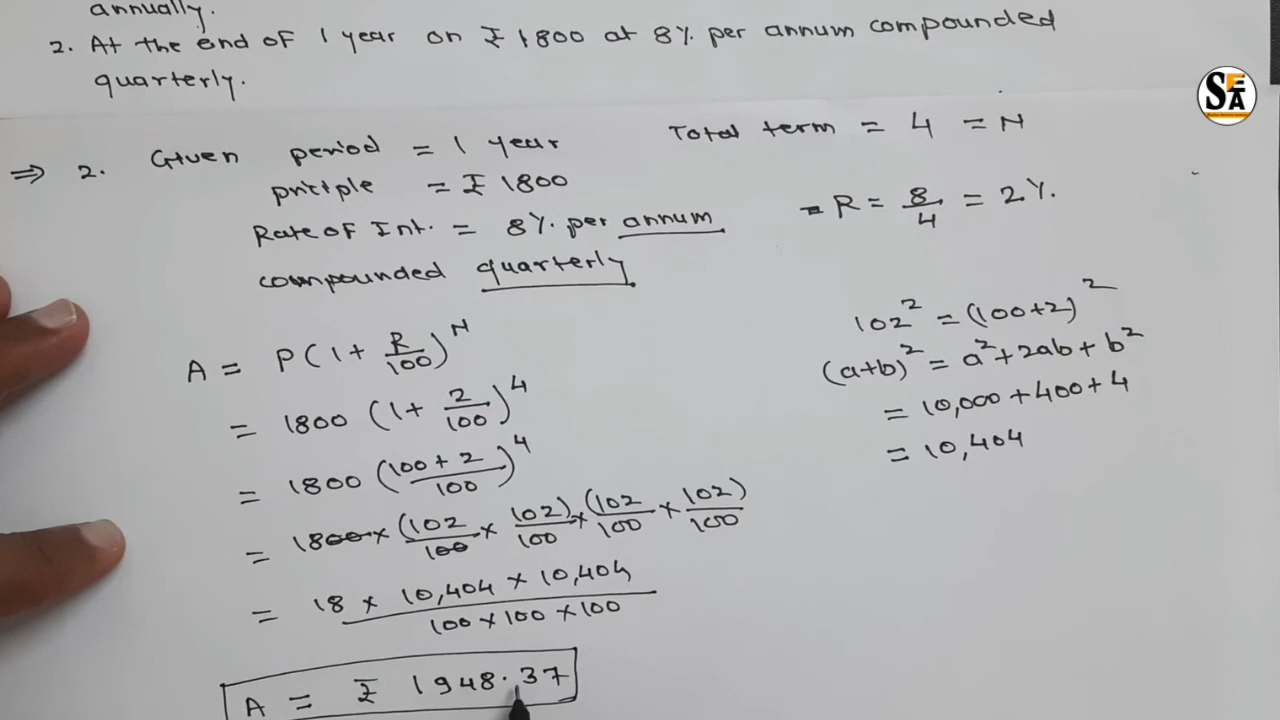 annually.
2. At the end of 1 year on ₹ 1800 at 8% per annum compounded
quarterly.
⇒ 2. Given period = 1 year
Total term = 4 = N
priciple = ₹ 1800
R = 8/4 = 2%.
Rate of Int. = 8% per annum
compounded quarterly
102² = (100+2)²
(a+b)² = a² + 2ab + b²
= 10,000 + 400 + 4
= 10,404
A = P(1 + R/100)^N
= 1800 (1 + 2/100)^4
= 1800 (100 + 2/100)^4
= 1800 × (102/100 × 102/100) × (102/100 × 102/100)
= 18 × 10,404 × 10,404 / 100 × 100 × 100
A = ₹ 1948.37
SFA